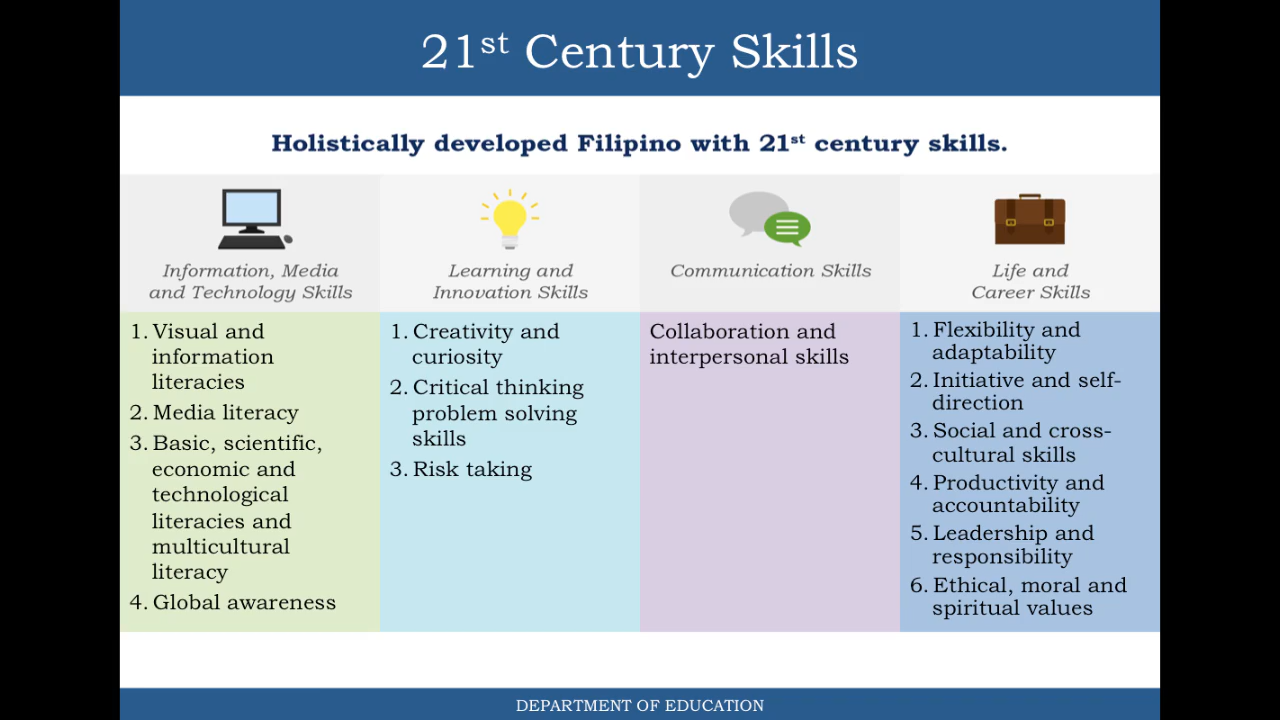 21st Century Skills
Holistically developed Filipino with 21st century skills.
Information, Media
and Technology Skills
1. Visual and
information
literacies
2. Media literacy
3. Basic, scientific,
economic and
technological
literacies and
multicultural
literacy
4. Global awareness
Learning and
Innovation Skills
1. Creativity and
curiosity
2. Critical thinking
problem solving
skills
3. Risk taking
Communication Skills
Collaboration and
interpersonal skills
Life and
Career Skills
1. Flexibility and
adaptability
2. Initiative and self-
direction
3. Social and cross-
cultural skills
4. Productivity and
accountability
5. Leadership and
responsibility
6. Ethical, moral and
spiritual values
DEPARTMENT OF EDUCATION